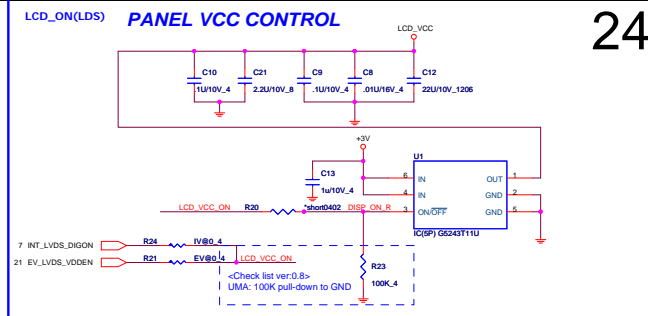 LCD_ON(LDS) PANEL VCC CONTROL
24
LCD_VCC
C10 C21 C9 C8 C12
.1U/10V_4 2.2U/10V_8 .1U/10V_4 .01U/16V_4 22U/10V_1206
+3V
U1
C13
1u/10V_4
6 IN OUT 1
4 IN GND 2
3 ON/OFF GND 5
IC(5P) G5243T11U
LCD_VCC_ON R20 *short0402 DISP_ON_R
7 INT_LVDS_DIGON R24 IV@0_4
21 EV_LVDS_VDDEN R21 EV@0_4 LCD_VCC_ON
<Check list ver:0.8>
UMA: 100K pull-down to GND
R23
100K_4